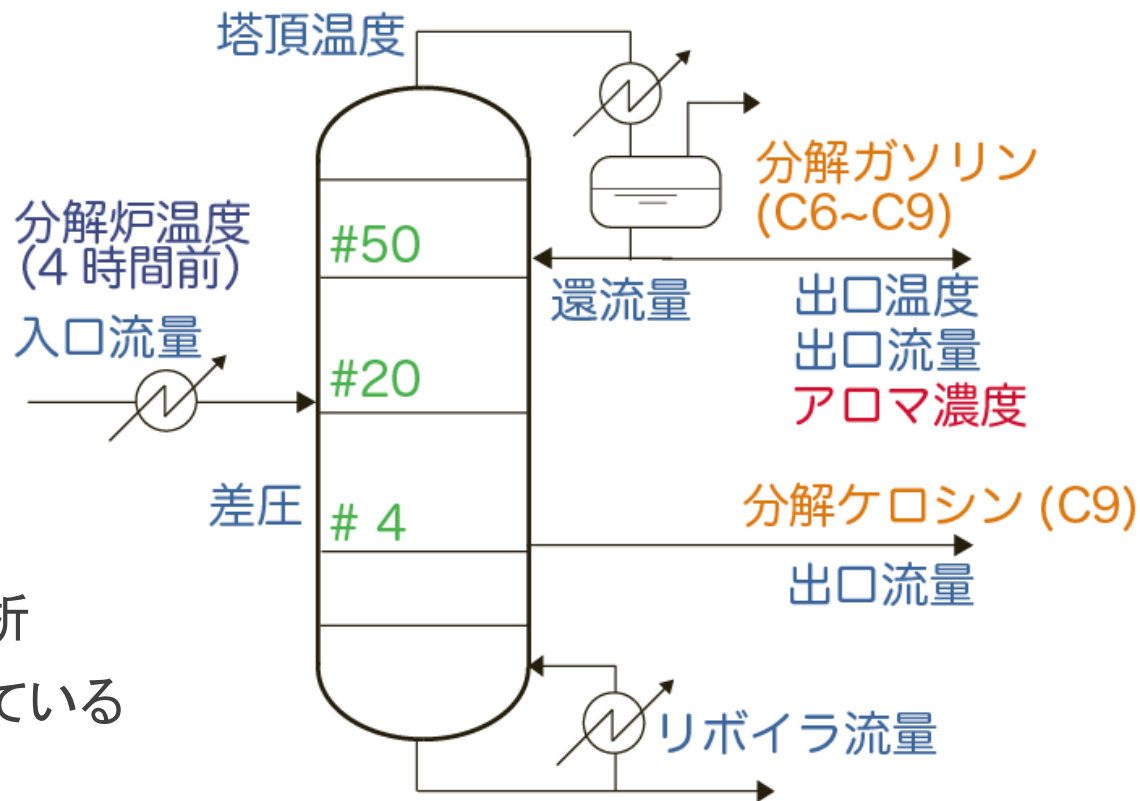 塔頂温度
分解ガソリン
(C6~C9)
分解炉温度
(4 時間前)
#50
還流量
出口温度
入口流量
出口流量
#20
アロマ濃度
差圧
# 4
分解ケロシン (C9)
出口流量
析
ている
リボイラ流量